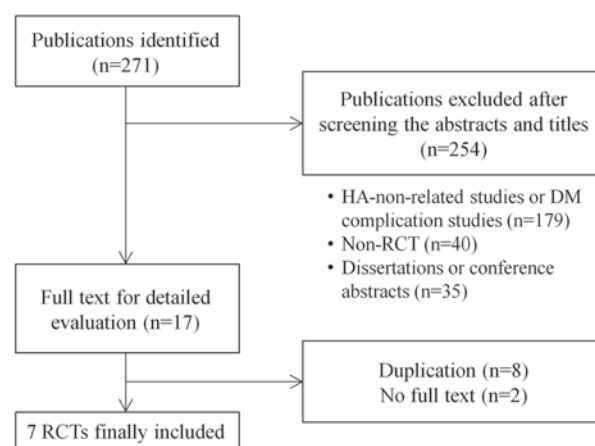 Publications identified
(n=271)
Publications excluded after
screening the abstracts and titles
(n=254)
• HA-non-related studies or DM
complication studies (n=179)
• Non-RCT (n=40)
• Dissertations or conference
abstracts (n=35)
Full text for detailed
evaluation (n=17)
Duplication (n=8)
No full text (n=2)
7 RCTs finally included